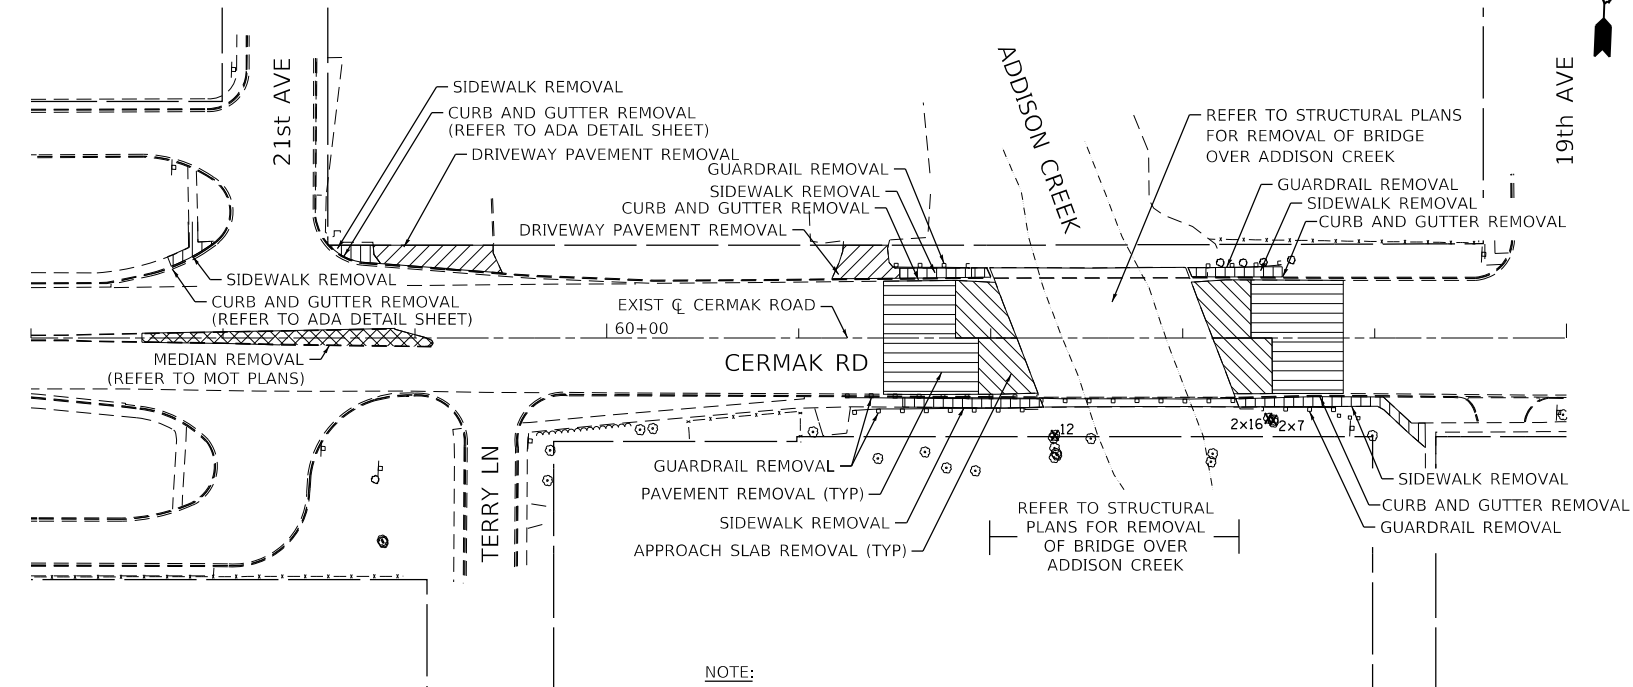 21st AVE
SIDEWALK REMOVAL
CURB AND GUTTER REMOVAL
(REFER TO ADA DETAIL SHEET)
DRIVEWAY PAVEMENT REMOVAL
GUARDRAIL REMOVAL
SIDEWALK REMOVAL
CURB AND GUTTER REMOVAL
DRIVEWAY PAVEMENT REMOVAL
ADDISON CREEK
REFER TO STRUCTURAL PLANS
FOR REMOVAL OF BRIDGE
OVER ADDISON CREEK
19th AVE
GUARDRAIL REMOVAL
SIDEWALK REMOVAL
CURB AND GUTTER REMOVAL
SIDEWALK REMOVAL
CURB AND GUTTER REMOVAL
(REFER TO ADA DETAIL SHEET)
EXIST ℄ CERMAK ROAD
60+00
MEDIAN REMOVAL
(REFER TO MOT PLANS)
CERMAK RD
12
2x16
2x7
TERRY LN
GUARDRAIL REMOVAL
PAVEMENT REMOVAL (TYP)
SIDEWALK REMOVAL
APPROACH SLAB REMOVAL (TYP)
REFER TO STRUCTURAL
PLANS FOR REMOVAL
OF BRIDGE OVER
ADDISON CREEK
SIDEWALK REMOVAL
CURB AND GUTTER REMOVAL
GUARDRAIL REMOVAL
NOTE: